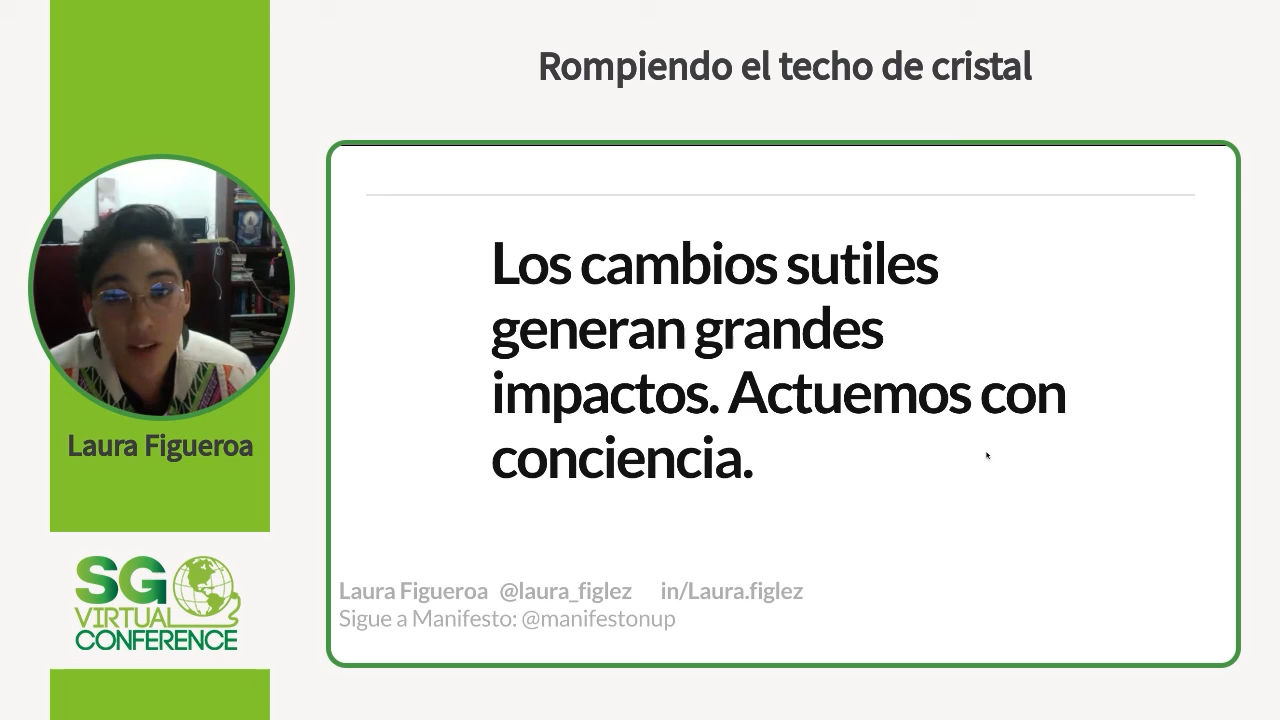 Rompiendo el techo de cristal
Los cambios sutiles
generan grandes
impactos. Actuemos con
conciencia.
Laura Figueroa @laura_figlez in/Laura.figlez
Sigue a Manifesto: @manifestonup
Laura Figueroa
SG
VIRTUAL
CONFERENCE